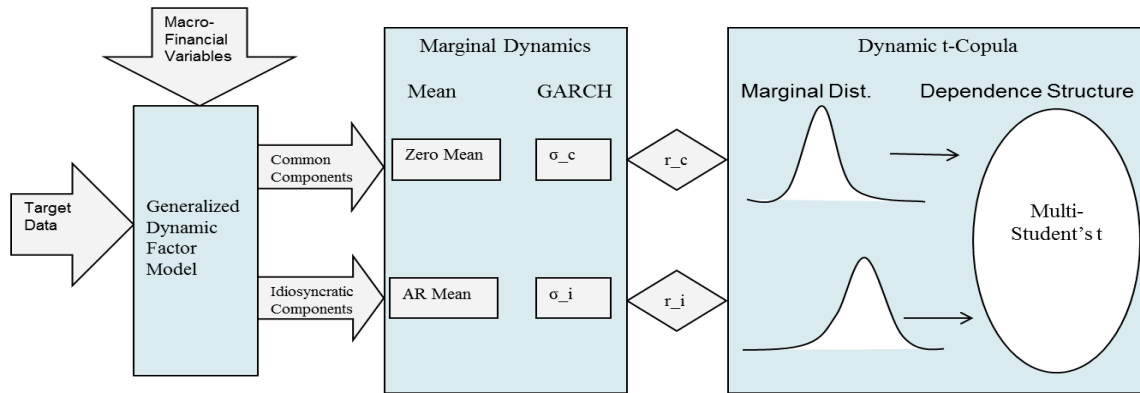 Macro-
Financial
Variables
Target
Data
Generalized
Dynamic
Factor
Model
Common
Components
Idiosyncratic
Components
Marginal Dynamics
Mean
GARCH
Zero Mean
σ_c
AR Mean
σ_i
r_c
r_i
Dynamic t-Copula
Marginal Dist.
Dependence Structure
Multi-
Student's t